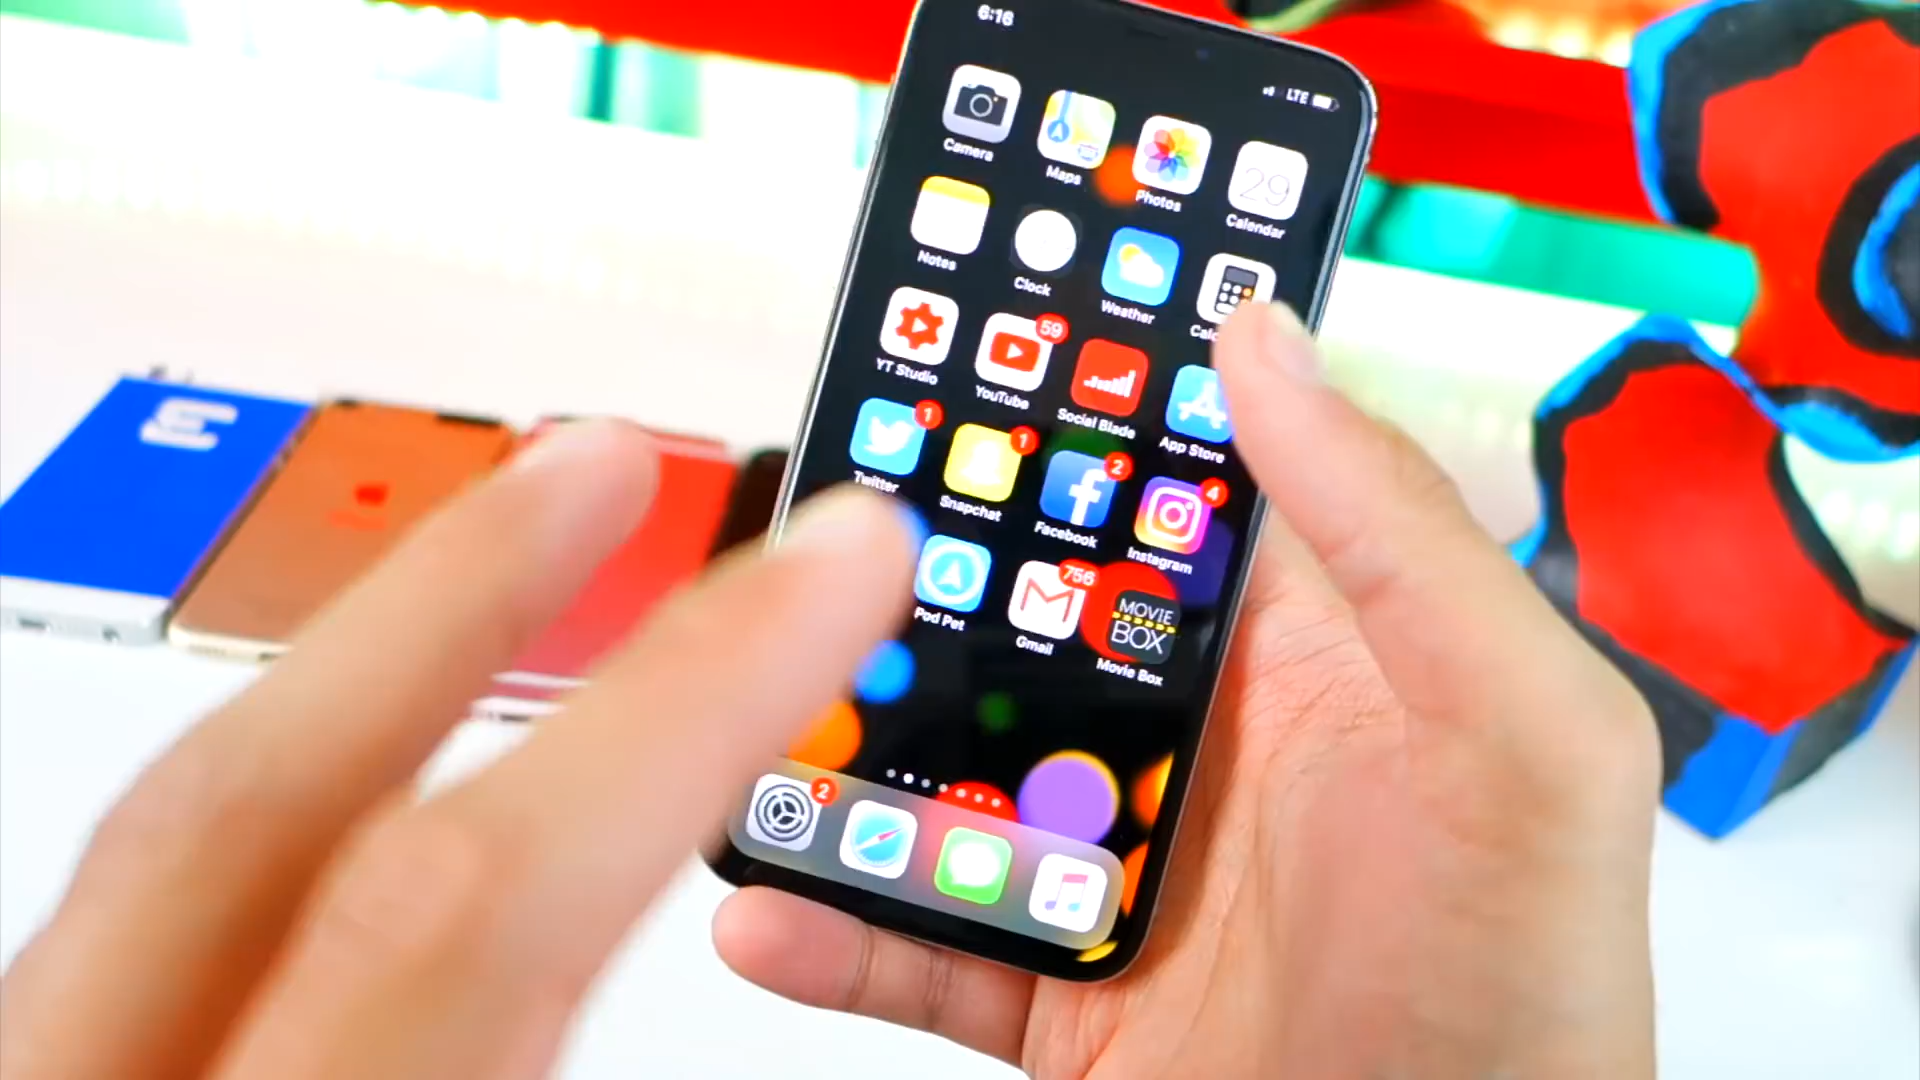 6:16
LTE
Camera
Maps
Photos
29
Calendar
Notes
Clock
Weather
YT Studio
59
YouTube
Social Blade
App Store
1
Twitter
1
Snapchat
2
Facebook
4
Instagram
Pod Pet
756
Gmail
MOVIE
BOX
Movie Box
2